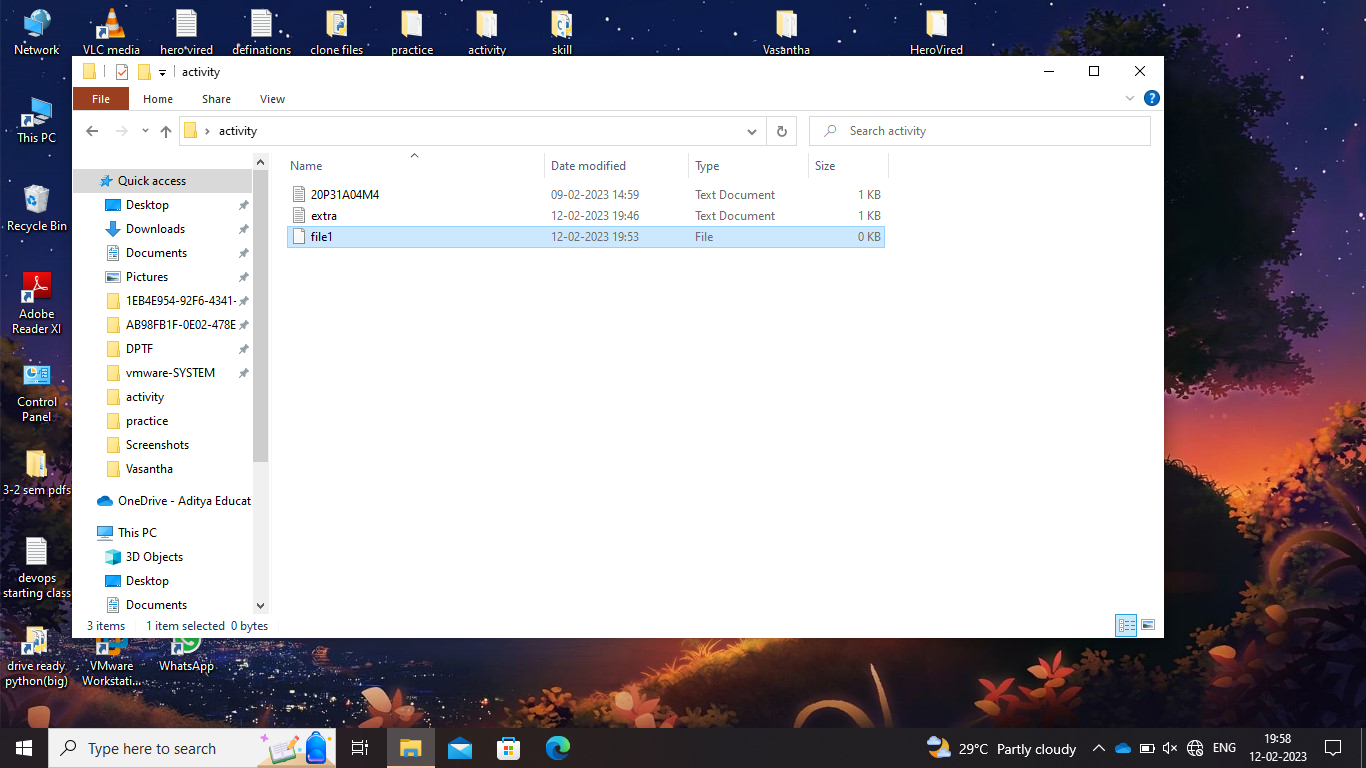 Network
VLC media
hero vired
definations
clone files
practice
activity
skill
Vasantha
HeroVired
This PC
Recycle Bin
Adobe
Reader XI
Control
Panel
3-2 sem pdfs
devops
starting class
drive ready
python(big)
VMware
Workstati...
WhatsApp
activity
File
Home
Share
View
activity
Search activity
Quick access
Desktop
Downloads
Documents
Pictures
1EB4E954-92F6-4341-
AB98FB1F-0E02-478E
DPTF
vmware-SYSTEM
activity
practice
Screenshots
Vasantha
OneDrive - Aditya Educat
This PC
3D Objects
Desktop
Documents
Name Date modified Type Size
20P31A04M4 09-02-2023 14:59 Text Document 1 KB
extra 12-02-2023 19:46 Text Document 1 KB
file1 12-02-2023 19:53 File 0 KB
3 items 1 item selected 0 bytes
Type here to search
29°C Partly cloudy
ENG
19:58
12-02-2023